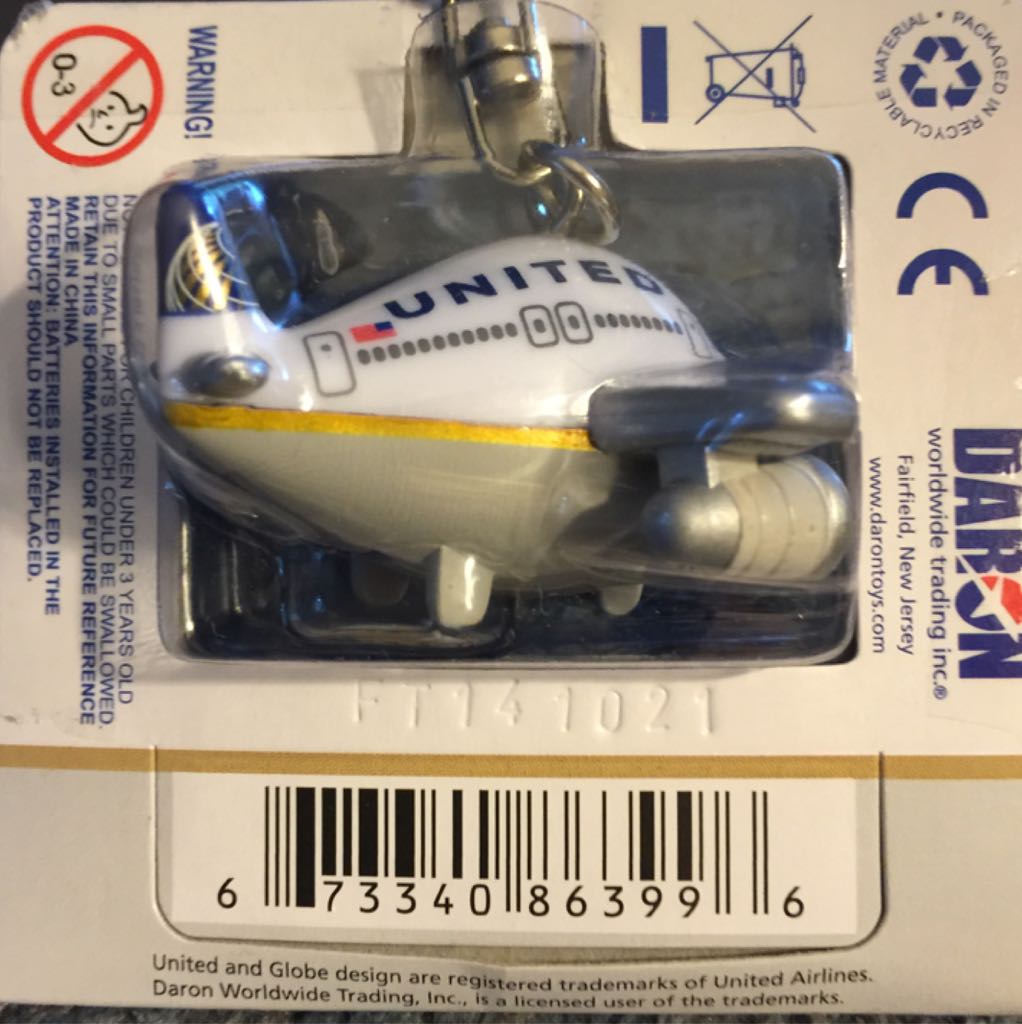 0-3
WARNING!
NOT FOR CHILDREN UNDER 3 YEARS OLD
DUE TO SMALL PARTS WHICH COULD BE SWALLOWED.
RETAIN THIS INFORMATION FOR FUTURE REFERENCE
MADE IN CHINA
ATTENTION: BATTERIES INSTALLED IN THE
PRODUCT SHOULD NOT BE REPLACED.
PACKAGED IN RECYCLABLE MATERIAL •
CE
UNITED
DARON
worldwide trading inc.®
Fairfield, New Jersey
www.darontoys.com
FT141021
6 73340 86399 6
United and Globe design are registered trademarks of United Airlines.
Daron Worldwide Trading, Inc., is a licensed user of the trademarks.